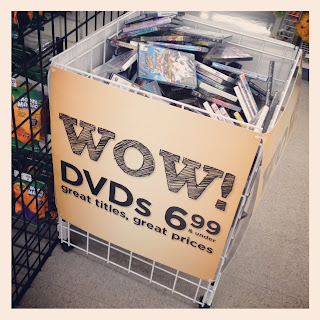 WOW!
DVDs 6.99
& under
great titles, great prices